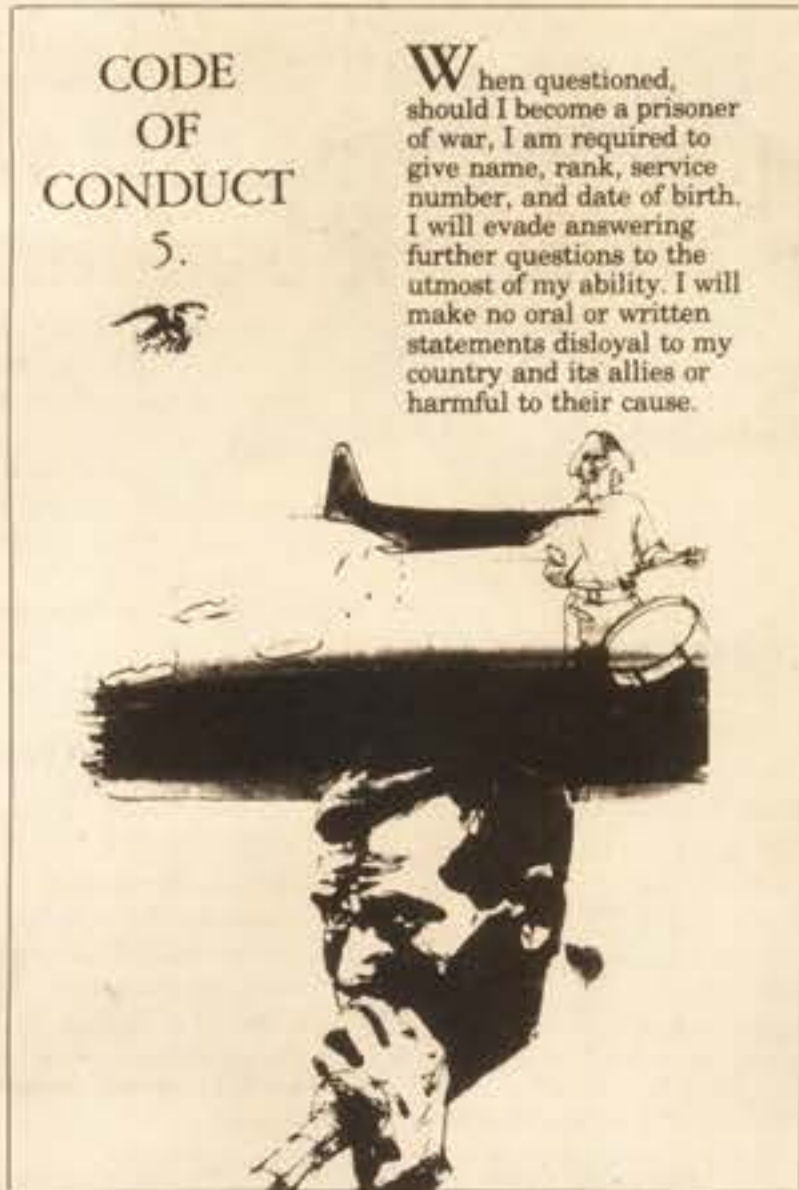 CODE
OF
CONDUCT
5.
When questioned,
should I become a prisoner
of war, I am required to
give name, rank, service
number, and date of birth.
I will evade answering
further questions to the
utmost of my ability. I will
make no oral or written
statements disloyal to my
country and its allies or
harmful to their cause.